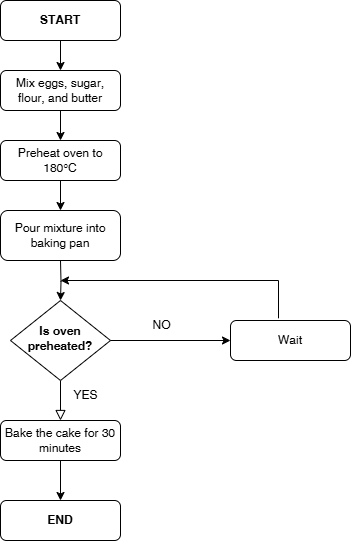 START
Mix eggs, sugar,
flour, and butter
Preheat oven to
180°C
Pour mixture into
baking pan
Is oven
preheated?
NO
Wait
YES
Bake the cake for 30
minutes
END